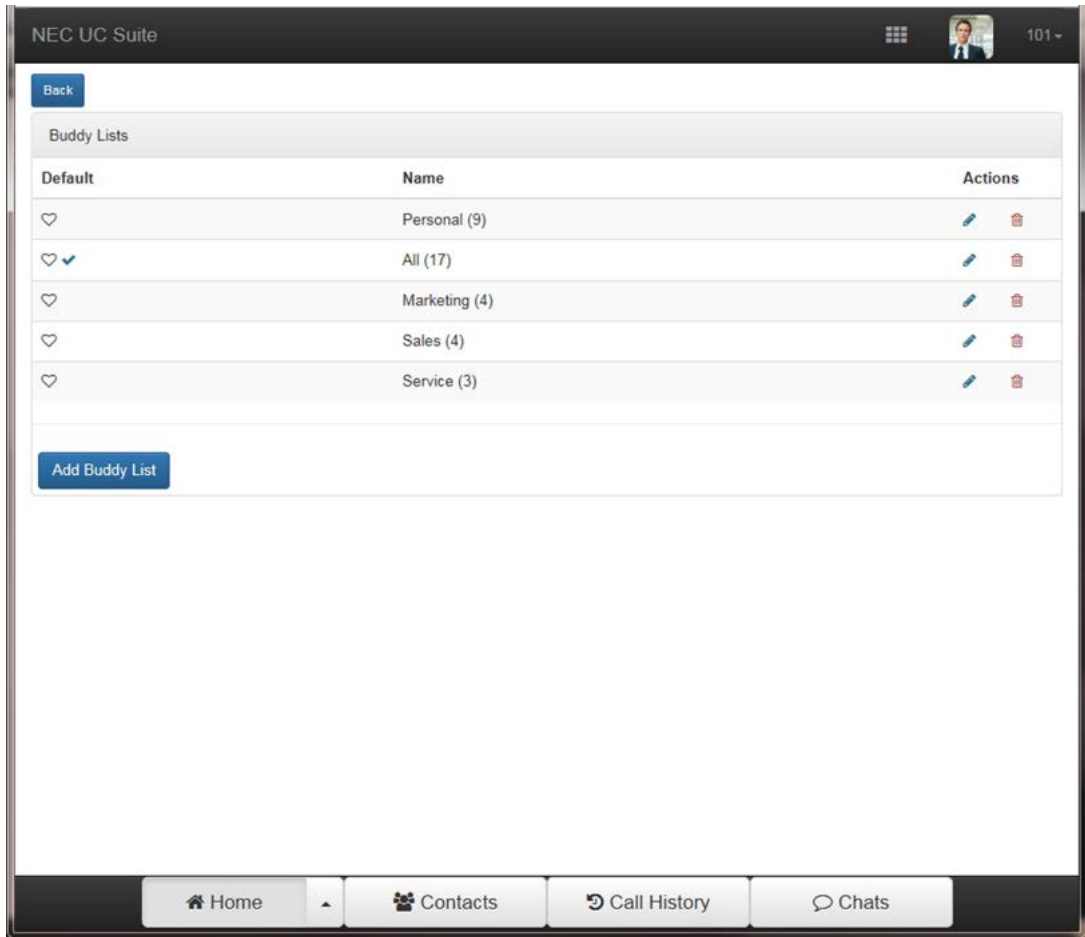 NEC UC Suite 101
Back
Buddy Lists
Default Name Actions
Personal (9)
All (17)
Marketing (4)
Sales (4)
Service (3)
Add Buddy List
Home Contacts Call History Chats